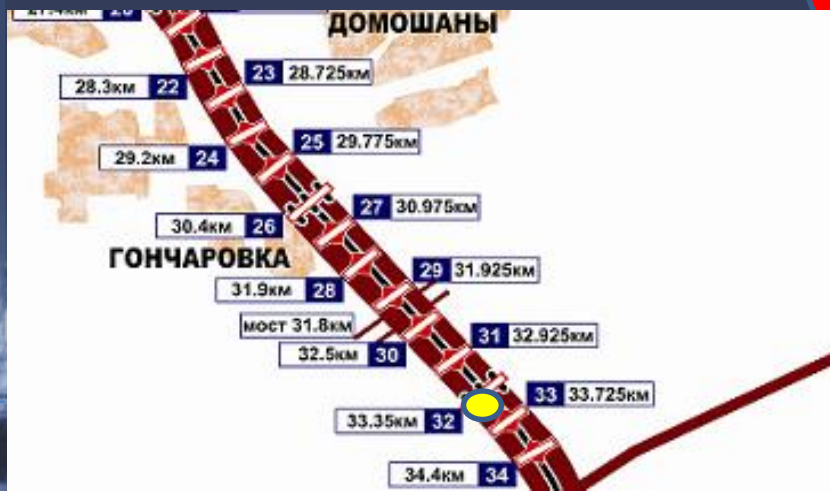 ДОМОШАНЫ
23 28.725км
28.3км 22
25 29.775км
29.2км 24
27 30.975км
30.4км 26
ГОНЧАРОВКА
29 31.925км
31.9км 28
мост 31.8км
31 32.925км
32.5км 30
33 33.725км
33.35км 32
34.4км 34